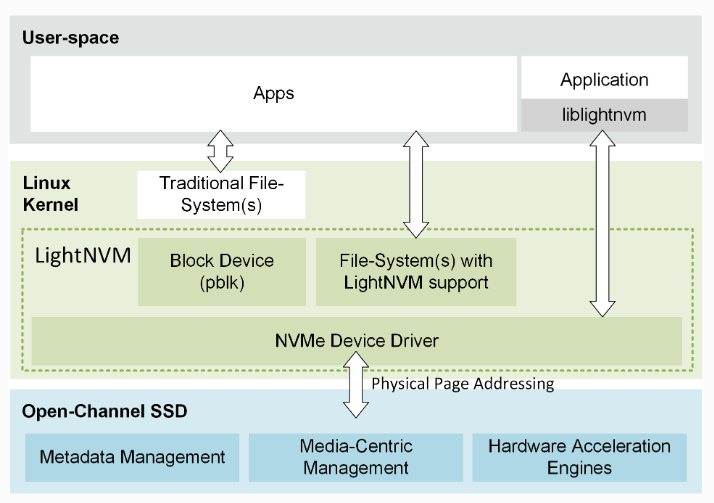 User-space
Apps
Application
liblightnvm
Linux
Kernel
Traditional File-
System(s)
LightNVM
Block Device
(pblk)
File-System(s) with
LightNVM support
NVMe Device Driver
Physical Page Addressing
Open-Channel SSD
Metadata Management
Media-Centric
Management
Hardware Acceleration
Engines